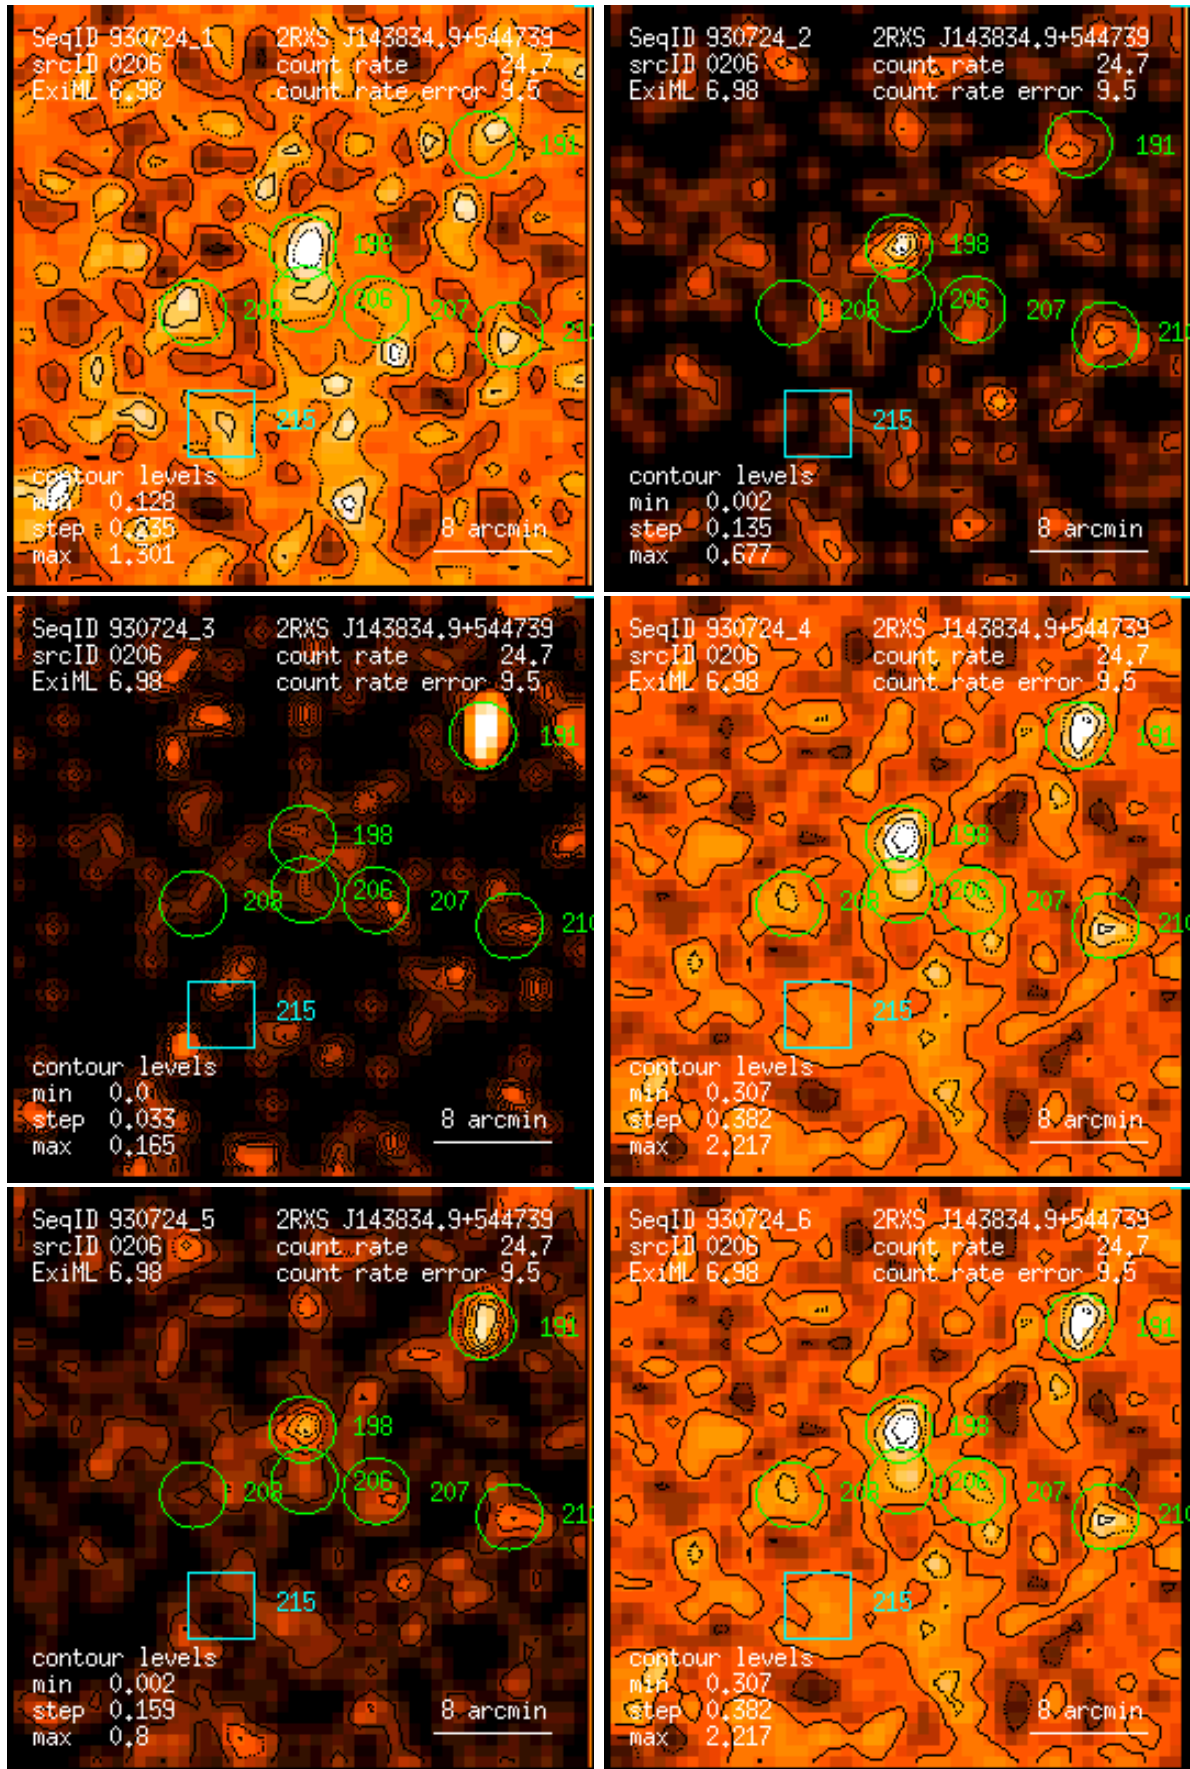 SeqID 930724_1 2RXS J143834.9+544739
srcID 0206 count rate 24.7
ExiML 6.98 count rate error 9.5
191
198
206
208 207 210
215
contour levels
min 0.128
step 0.235
max 1.301
8 arcmin
SeqID 930724_2 2RXS J143834.9+544739
srcID 0206 count rate 24.7
ExiML 6.98 count rate error 9.5
191
198
206
208 207 210
215
contour levels
min 0.002
step 0.135
max 0.677
8 arcmin
SeqID 930724_3 2RXS J143834.9+544739
srcID 0206 count rate 24.7
ExiML 6.98 count rate error 9.5
191
198
206
208 207 210
215
contour levels
min 0.0
step 0.033
max 0.165
8 arcmin
SeqID 930724_4 2RXS J143834.9+544739
srcID 0206 count rate 24.7
ExiML 6.98 count rate error 9.5
191
198
206
208 207 210
215
contour levels
min 0.307
step 0.382
max 2.217
8 arcmin
SeqID 930724_5 2RXS J143834.9+544739
srcID 0206 count rate 24.7
ExiML 6.98 count rate error 9.5
191
198
206
208 207 210
215
contour levels
min 0.002
step 0.159
max 0.8
8 arcmin
SeqID 930724_6 2RXS J143834.9+544739
srcID 0206 count rate 24.7
ExiML 6.98 count rate error 9.5
191
198
206
208 207 210
215
contour levels
min 0.307
step 0.382
max 2.217
8 arcmin